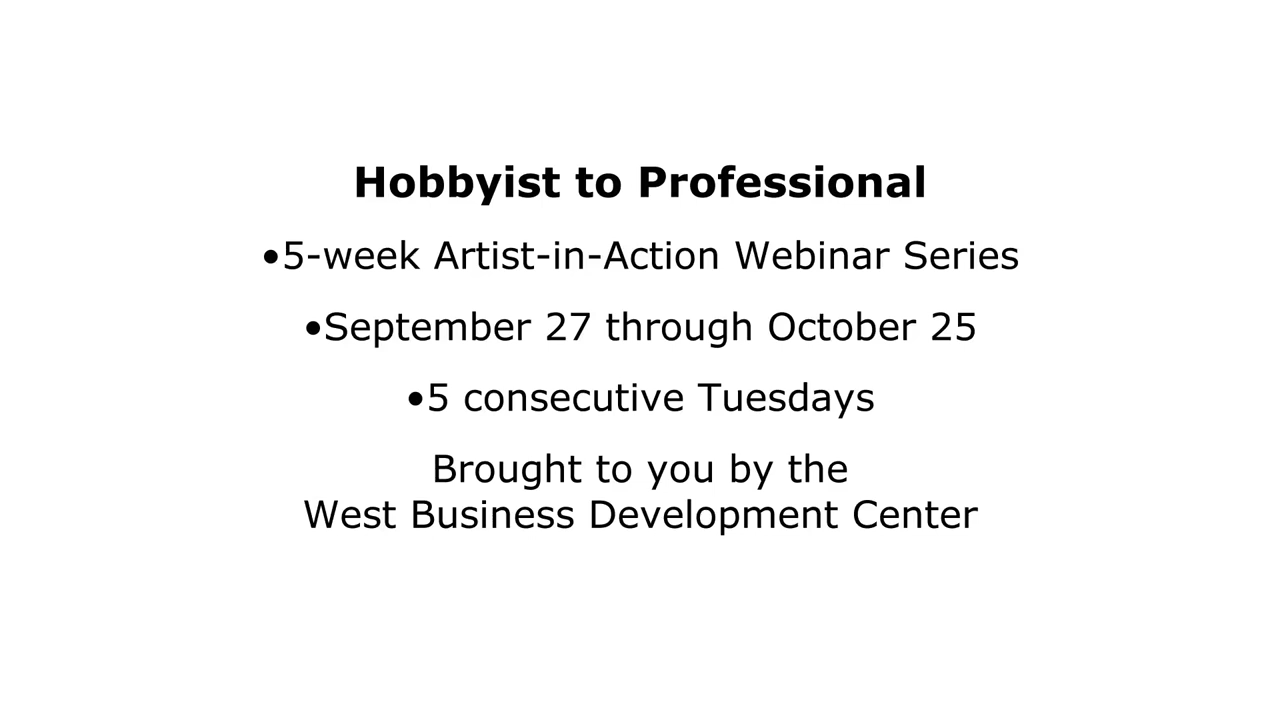 Hobbyist to Professional
•5-week Artist-in-Action Webinar Series
•September 27 through October 25
•5 consecutive Tuesdays
Brought to you by the
West Business Development Center